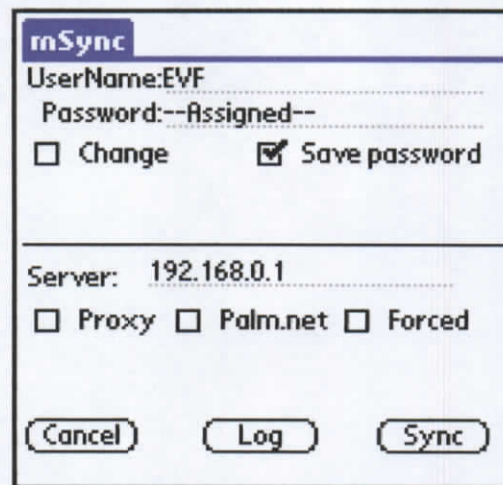 mSync
UserName:EVF
Password:--Assigned--
Change Save password
Server: 192.168.0.1
Proxy Palm.net Forced
Cancel Log Sync